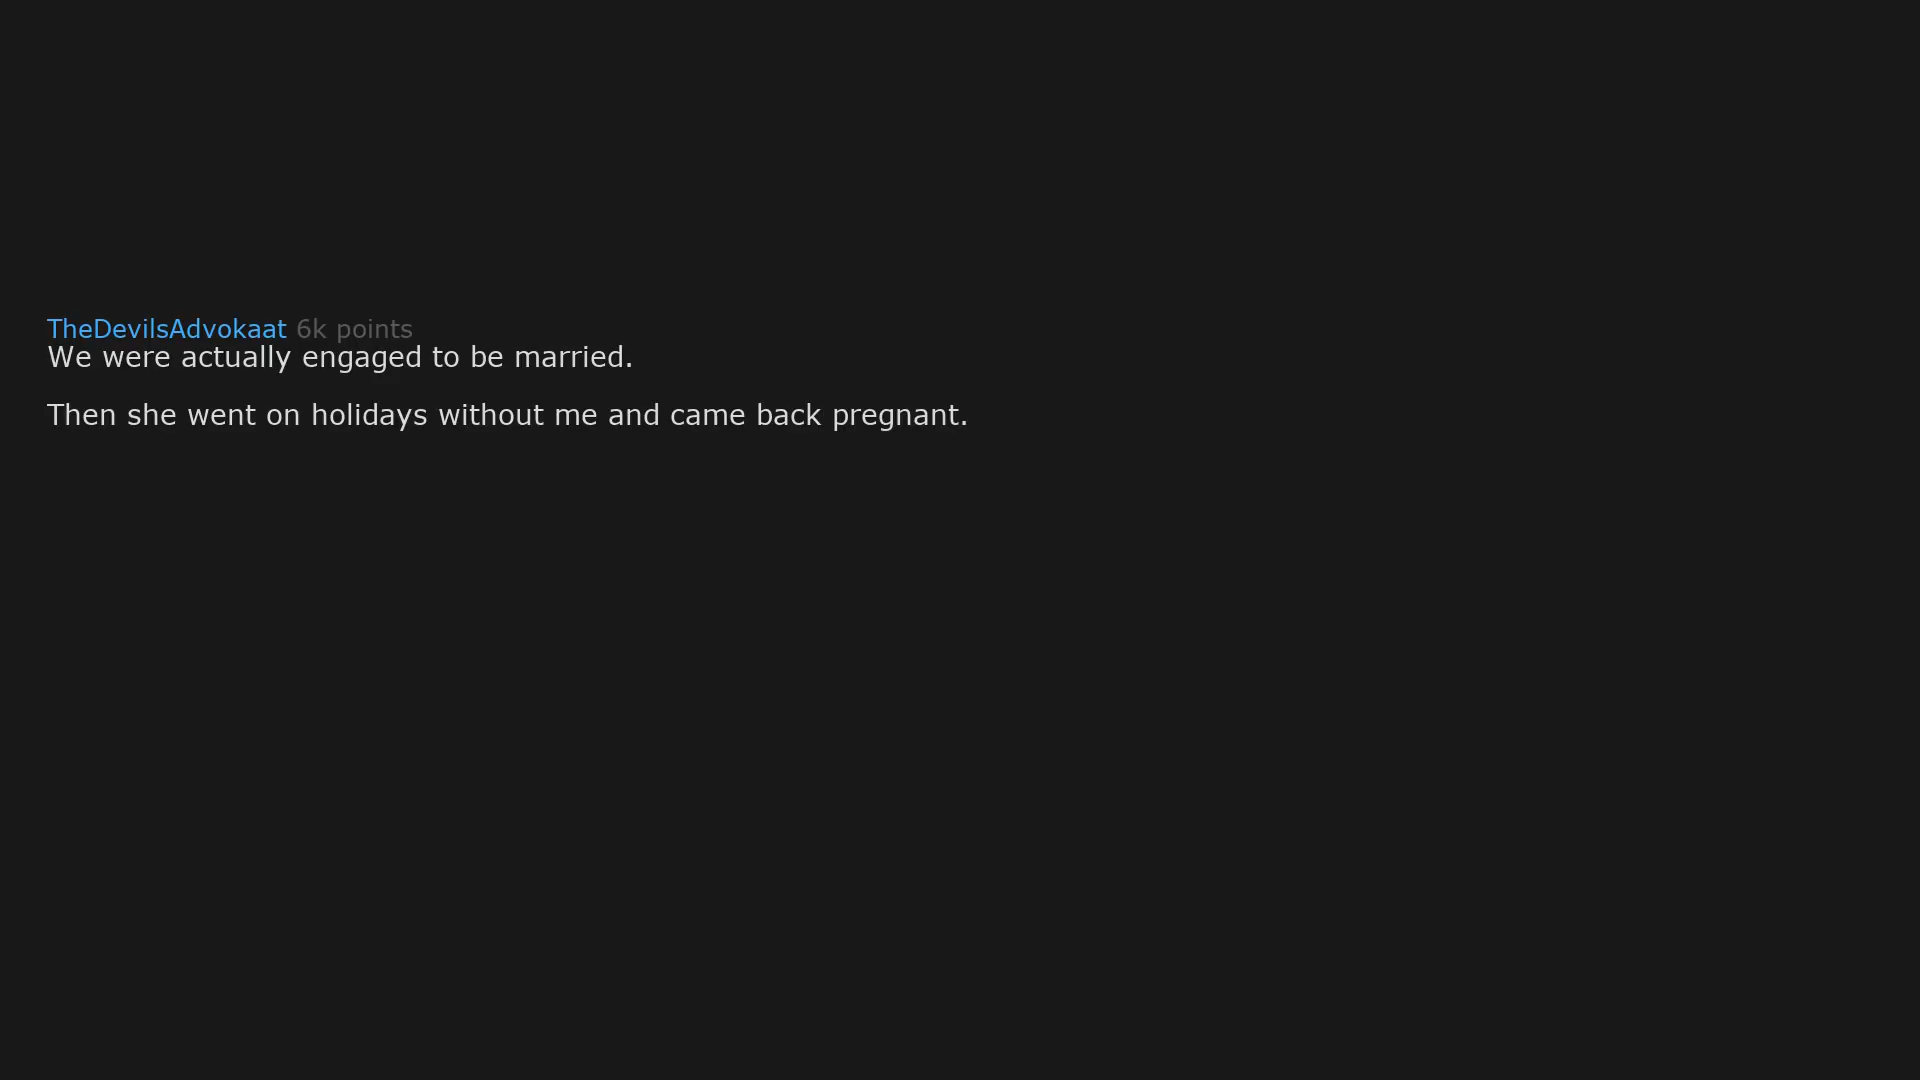 TheDevilsAdvokaat 6k points
We were actually engaged to be married.
Then she went on holidays without me and came back pregnant.